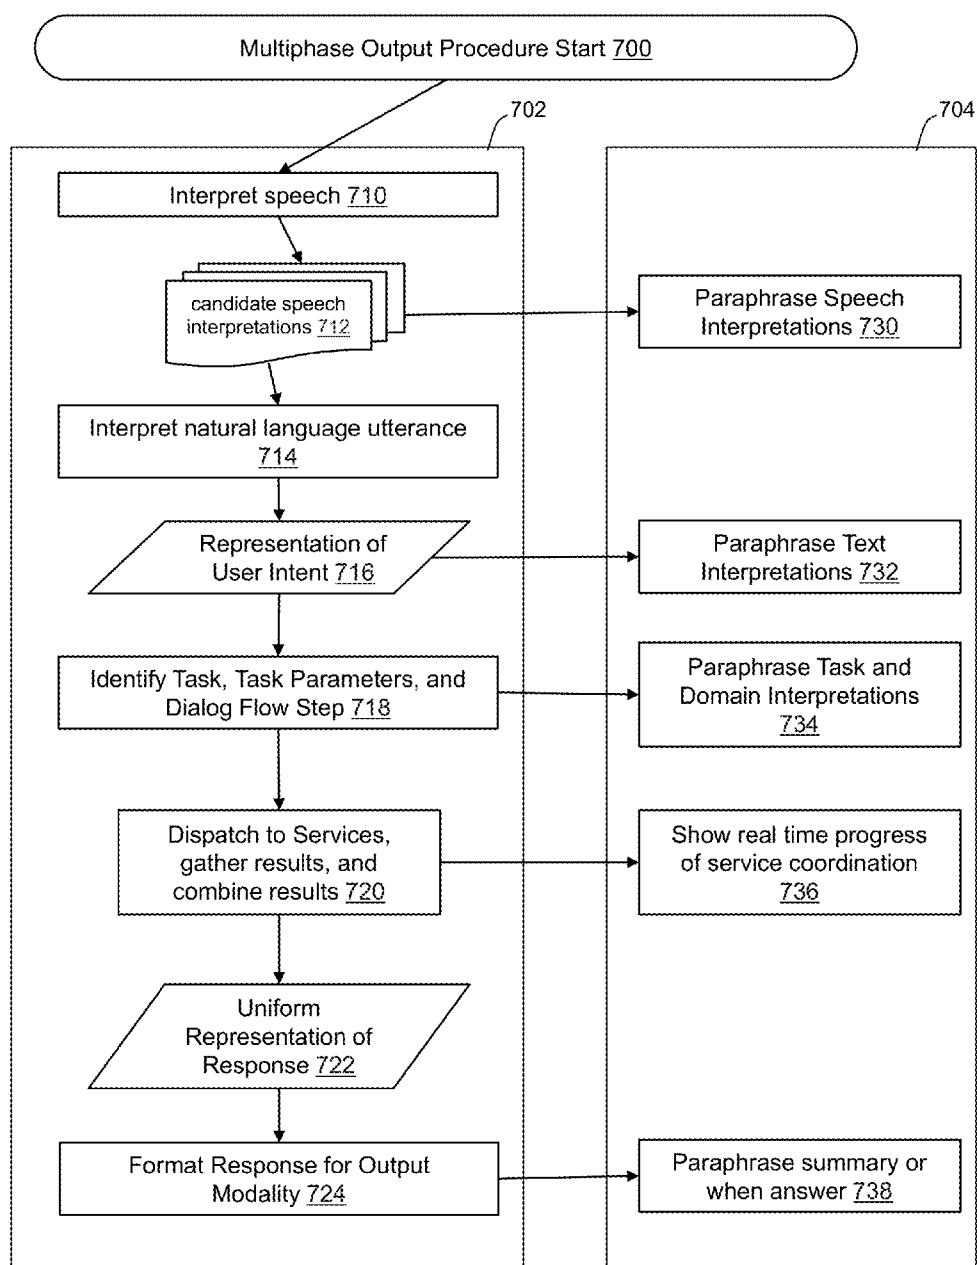 Multiphase Output Procedure Start 700
702
704
Interpret speech 710
candidate speech
interpretations 712
Paraphrase Speech
Interpretations 730
Interpret natural language utterance
714
Representation of
User Intent 716
Paraphrase Text
Interpretations 732
Identify Task, Task Parameters, and
Dialog Flow Step 718
Paraphrase Task and
Domain Interpretations
734
Dispatch to Services,
gather results, and
combine results 720
Show real time progress
of service coordination
736
Uniform
Representation of
Response 722
Format Response for Output
Modality 724
Paraphrase summary or
when answer 738